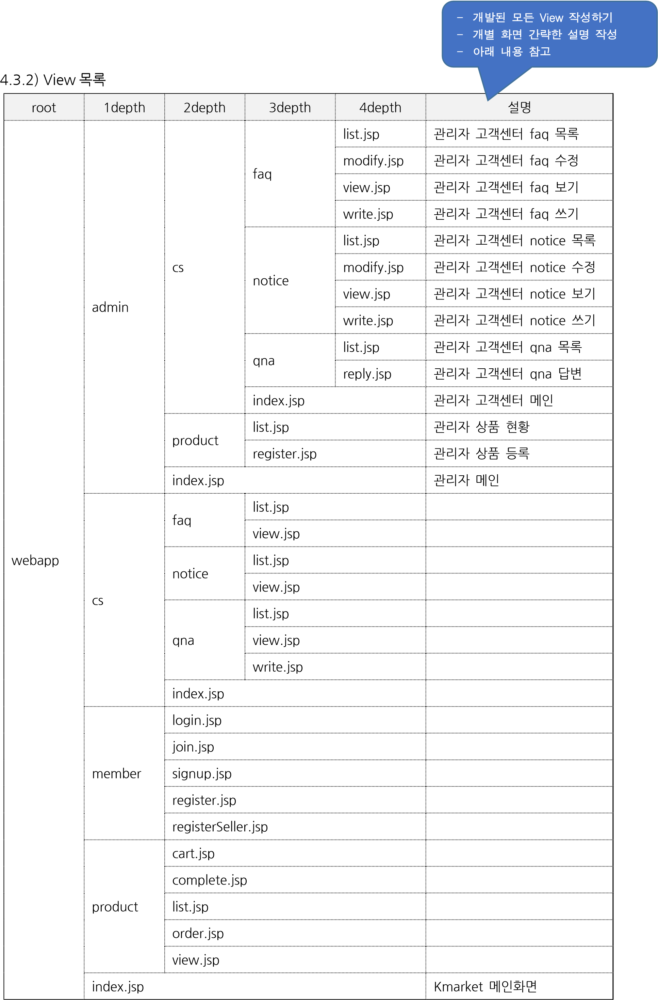 - 개발된 모든 View 작성하기
- 개별 화면 간략한 설명 작성
- 아래 내용 참고
4.3.2) View 목록
root 1depth 2depth 3depth 4depth 설명
webapp admin cs faq list.jsp 관리자 고객센터 faq 목록
modify.jsp 관리자 고객센터 faq 수정
view.jsp 관리자 고객센터 faq 보기
write.jsp 관리자 고객센터 faq 쓰기
notice list.jsp 관리자 고객센터 notice 목록
modify.jsp 관리자 고객센터 notice 수정
view.jsp 관리자 고객센터 notice 보기
write.jsp 관리자 고객센터 notice 쓰기
qna list.jsp 관리자 고객센터 qna 목록
reply.jsp 관리자 고객센터 qna 답변
index.jsp 관리자 고객센터 메인
product list.jsp 관리자 상품 현황
register.jsp 관리자 상품 등록
index.jsp 관리자 메인
cs faq list.jsp
view.jsp
notice list.jsp
view.jsp
qna list.jsp
view.jsp
write.jsp
index.jsp
member login.jsp
join.jsp
signup.jsp
register.jsp
registerSeller.jsp
product cart.jsp
complete.jsp
list.jsp
order.jsp
view.jsp
index.jsp Kmarket 메인화면